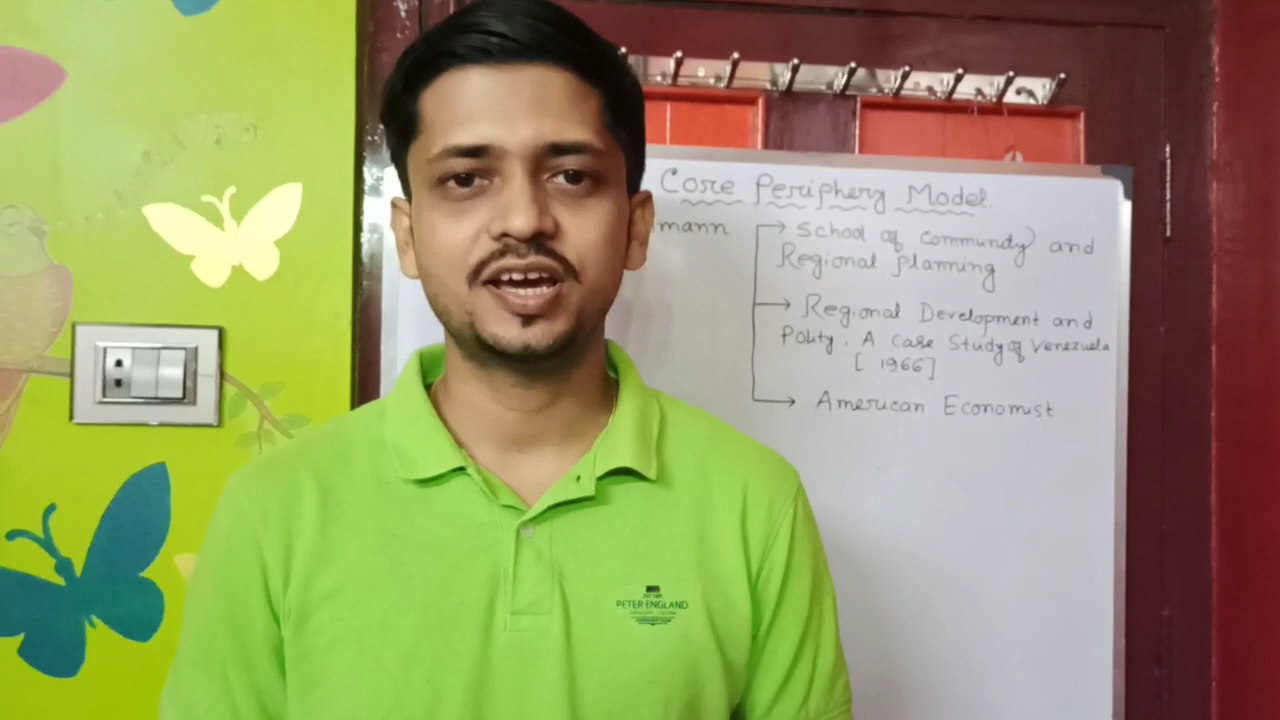 Core Periphery Model.
mann
→ School of Community and
Regional Planning
→ Regional Development and
Polity, A Case Study of Venezuela
[ 1966]
→ American Economist
PETER ENGLAND